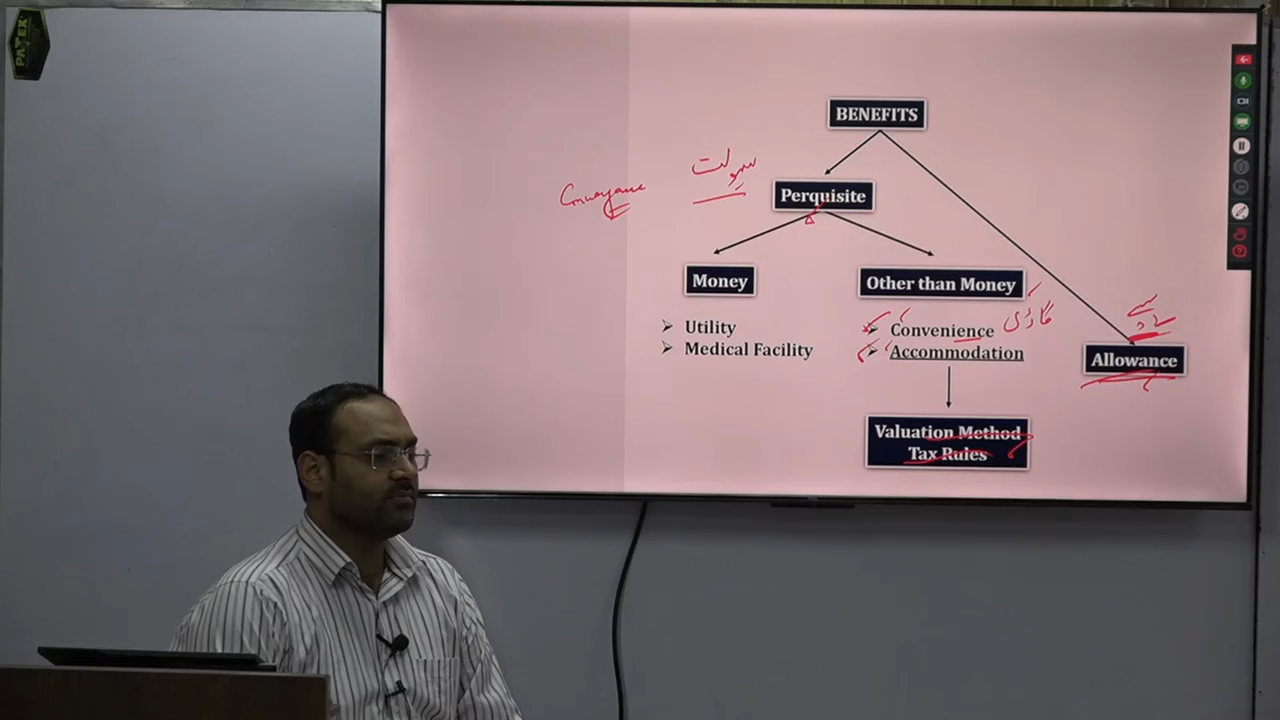 PATEX
BENEFITS
سہولت
Conveyance
Perquisite
Money
Other than Money
➢ Utility
➢ Medical Facility
➢ Convenience گاڑی
➢ Accommodation
Allowance
Valuation Method
Tax Rules